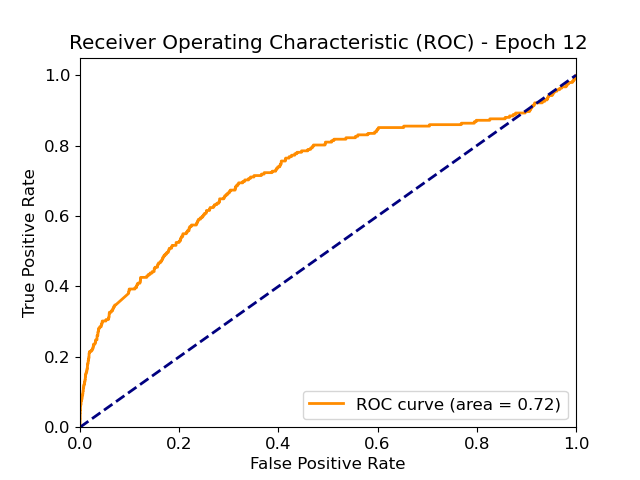 Receiver Operating Characteristic (ROC) - Epoch 12
True Positive Rate
1.0
0.8
0.6
0.4
0.2
0.0
ROC curve (area = 0.72)
0.0 0.2 0.4 0.6 0.8 1.0
False Positive Rate